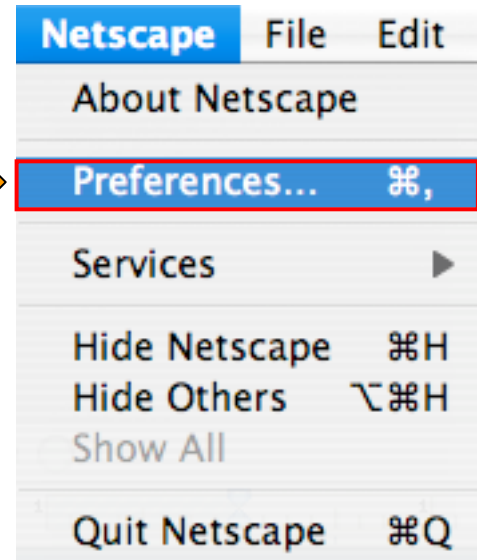 Netscape File Edit
About Netscape
Preferences... ⌘,
Services ▶
Hide Netscape ⌘H
Hide Others ⌥⌘H
Show All
Quit Netscape ⌘Q